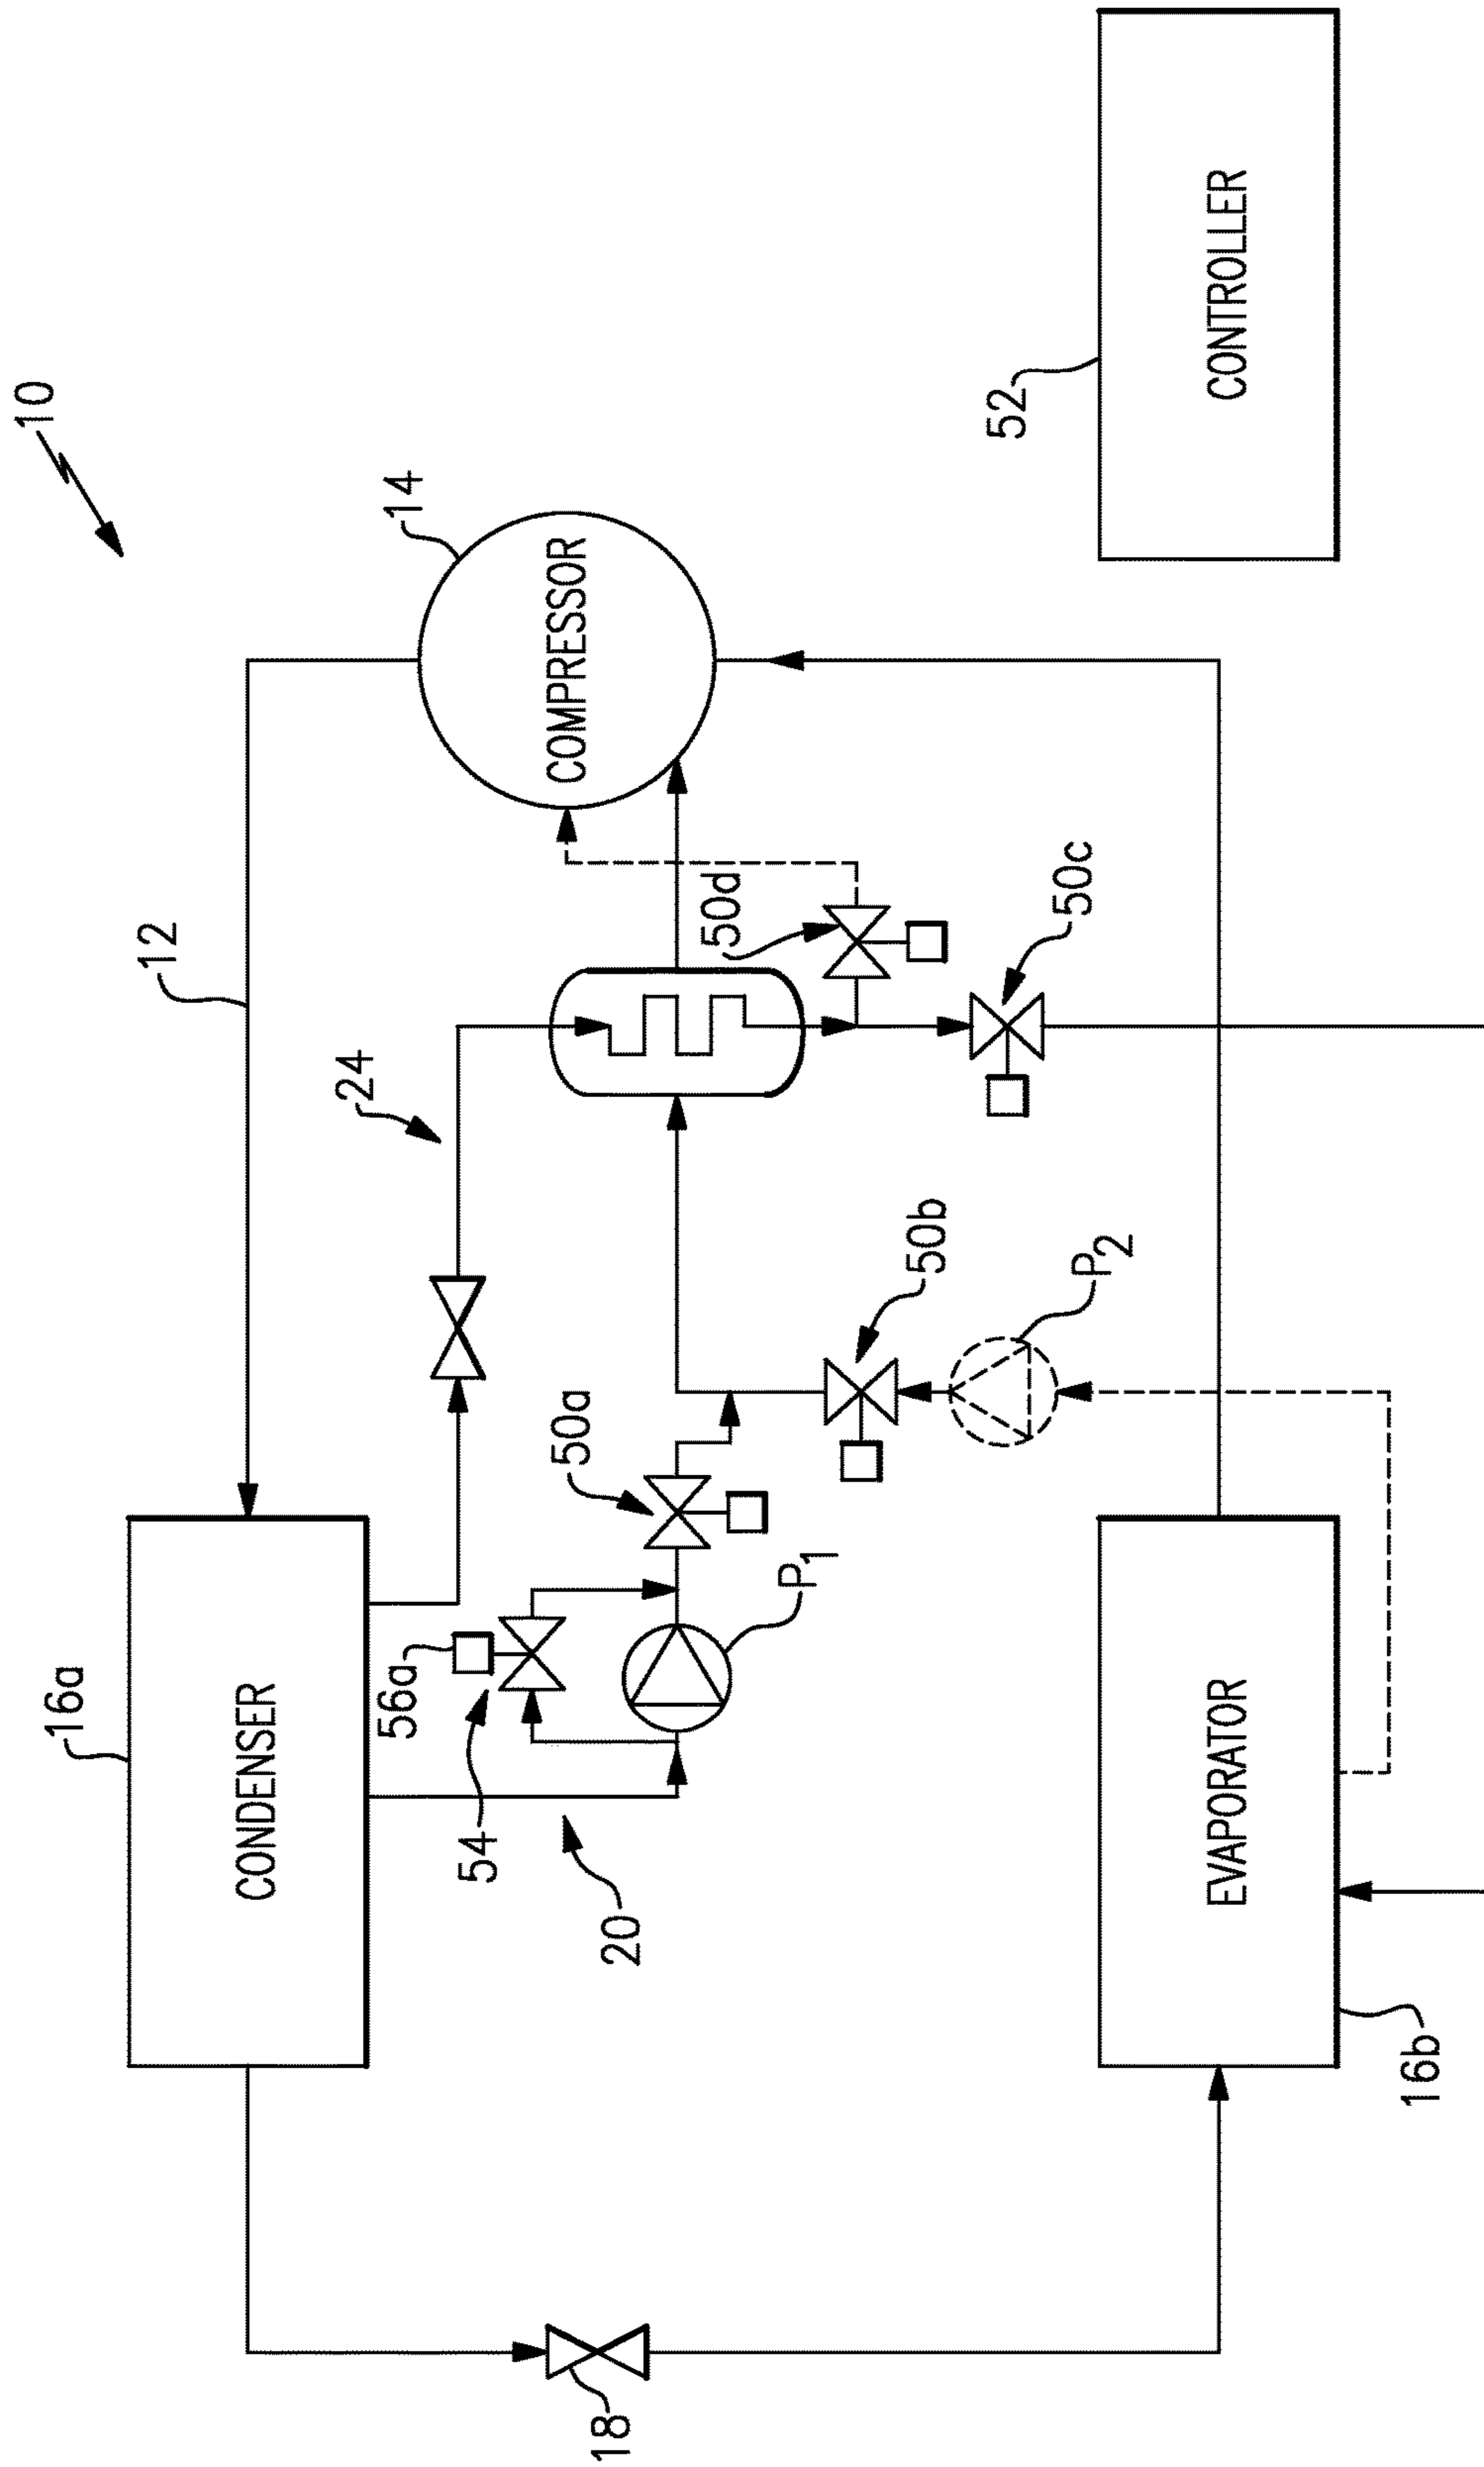 10
12
14
COMPRESSOR
16a
CONDENSER
24
56a
54
20
50a
P1
50d
50c
50b
P2
18
EVAPORATOR
16b
52
CONTROLLER